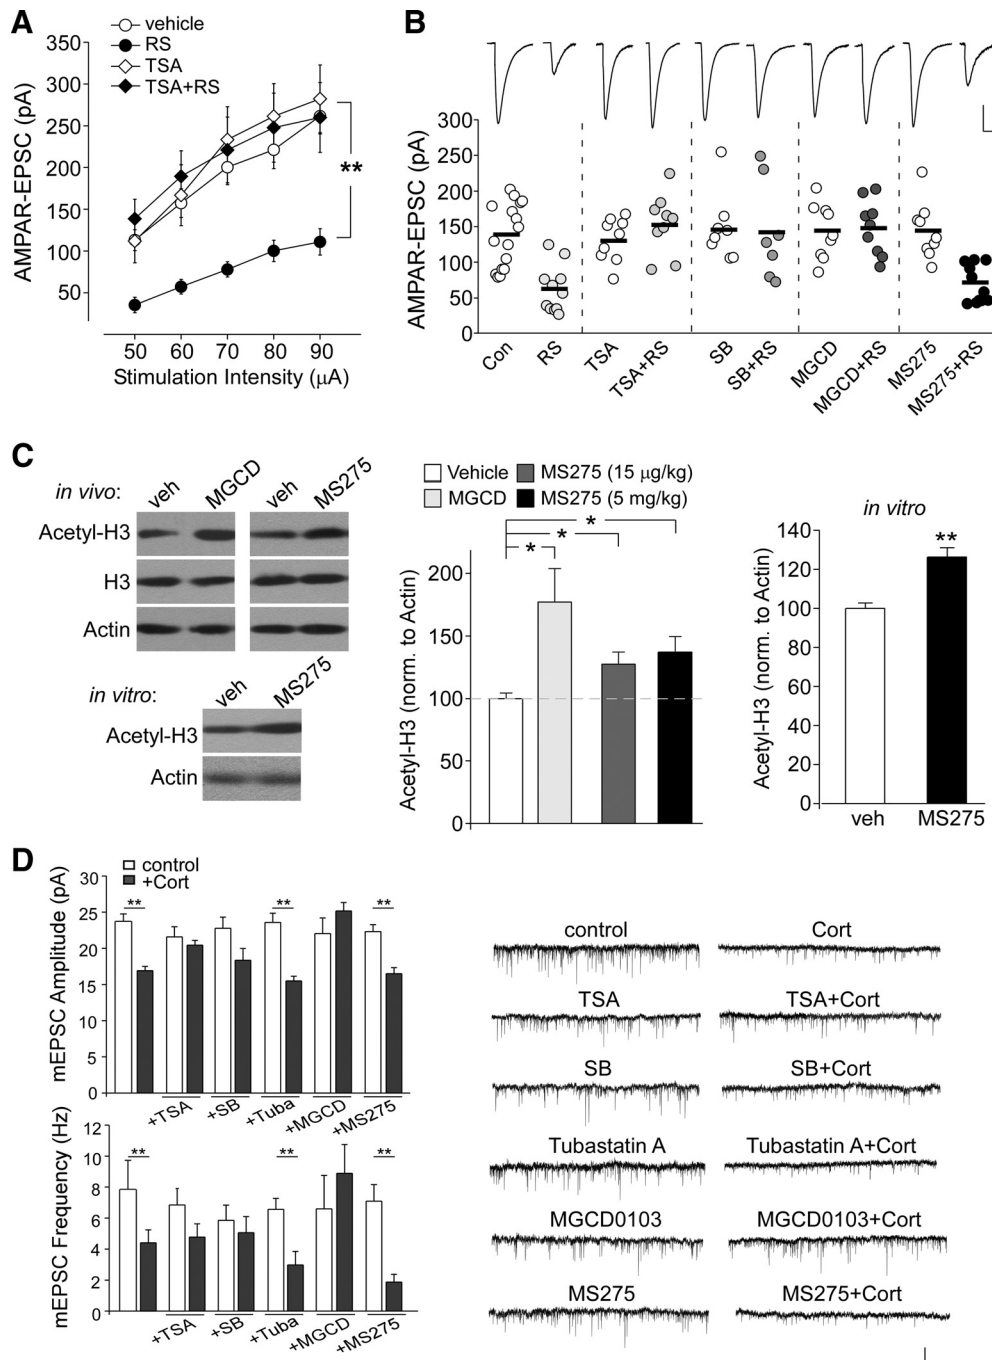 A
vehicle
RS
TSA
TSA+RS
AMPAR-EPSC (pA)
350
300
250
200
150
100
50
**
50 60 70 80 90
Stimulation Intensity (μA)
B
AMPAR-EPSC (pA)
300
250
200
150
100
50
0
Con RS TSA TSA+RS SB SB+RS MGCD MGCD+RS MS275 MS275+RS
C
in vivo: veh MGCD veh MS275
Acetyl-H3
H3
Actin
in vitro: veh MS275
Acetyl-H3
Actin
Vehicle MS275 (15 μg/kg)
MGCD MS275 (5 mg/kg)
*
*
*
Acetyl-H3 (norm. to Actin)
200
150
100
50
0
in vitro
Acetyl-H3 (norm. to Actin)
140
120
100
80
60
40
20
0
**
veh MS275
D
control
+Cort
mEPSC Amplitude (pA)
30
25
20
15
10
5
0
** ** **
+TSA +SB +Tuba +MGCD +MS275
mEPSC Frequency (Hz)
12
10
8
6
4
2
0
** ** **
+TSA +SB +Tuba +MGCD +MS275
control Cort
TSA TSA+Cort
SB SB+Cort
Tubastatin A Tubastatin A+Cort
MGCD0103 MGCD0103+Cort
MS275 MS275+Cort